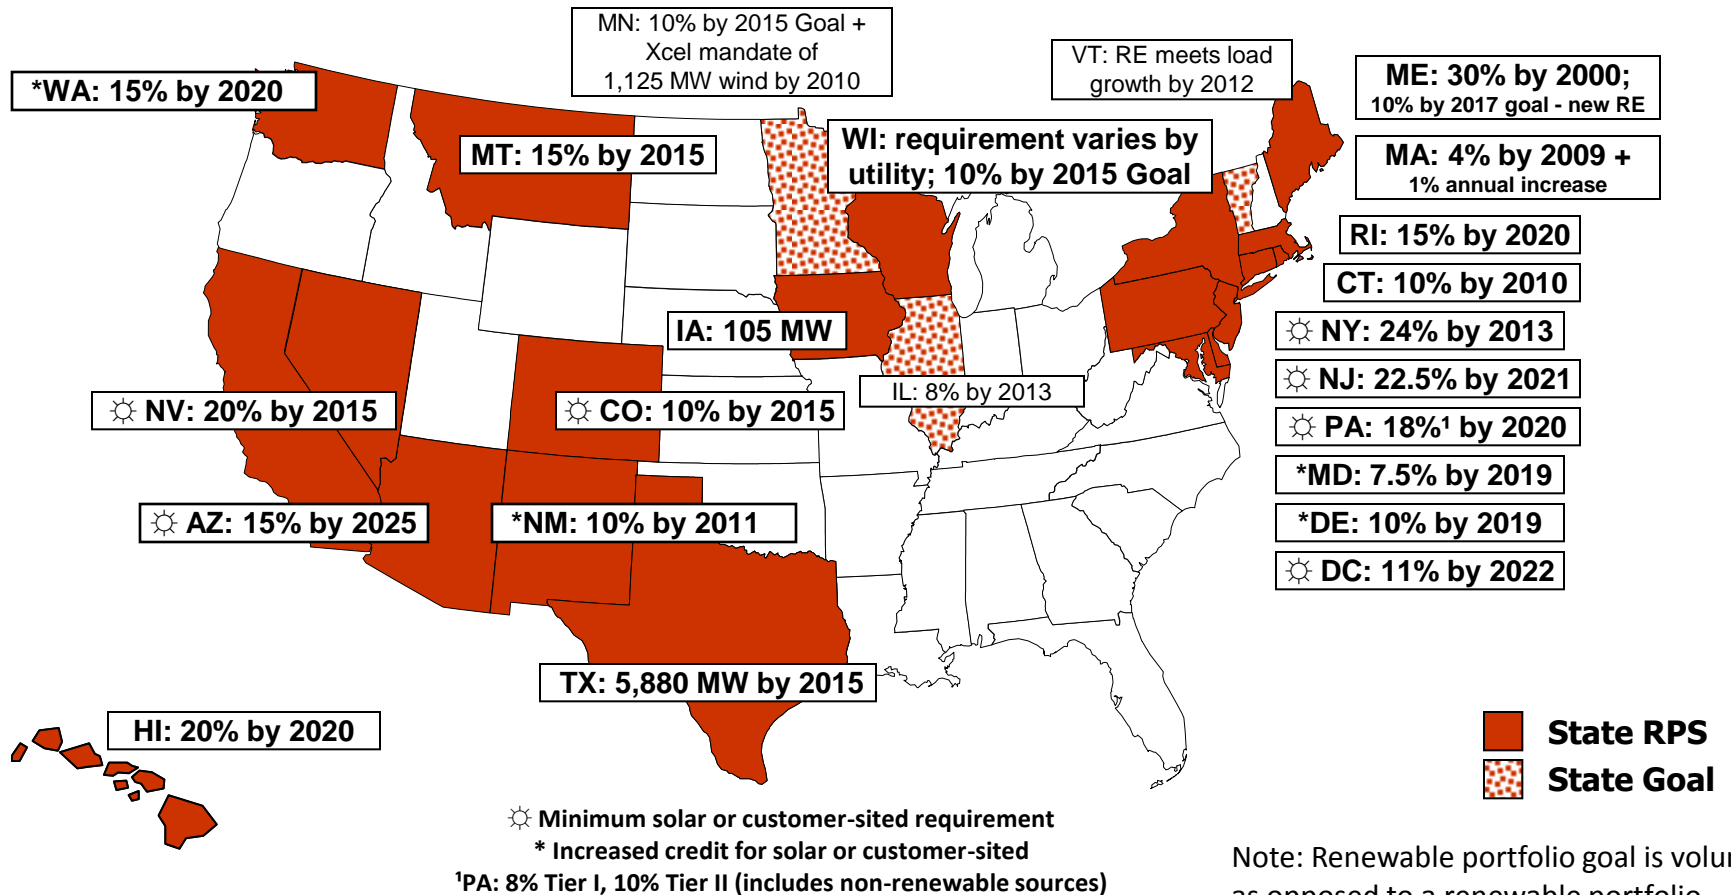 MN: 10% by 2015 Goal +
Xcel mandate of
1,125 MW wind by 2010
VT: RE meets load
growth by 2012
*WA: 15% by 2020
ME: 30% by 2000;
10% by 2017 goal - new RE
MT: 15% by 2015
WI: requirement varies by
utility; 10% by 2015 Goal
MA: 4% by 2009 +
1% annual increase
RI: 15% by 2020
CT: 10% by 2010
IA: 105 MW
☼ NY: 24% by 2013
☼ NJ: 22.5% by 2021
☼ NV: 20% by 2015
☼ CO: 10% by 2015
IL: 8% by 2013
☼ PA: 18%¹ by 2020
*MD: 7.5% by 2019
☼ AZ: 15% by 2025
*NM: 10% by 2011
*DE: 10% by 2019
☼ DC: 11% by 2022
TX: 5,880 MW by 2015
HI: 20% by 2020
State RPS
State Goal
☼ Minimum solar or customer-sited requirement
* Increased credit for solar or customer-sited
¹PA: 8% Tier I, 10% Tier II (includes non-renewable sources)
Note: Renewable portfolio goal is
as opposed to a renewable portfolio